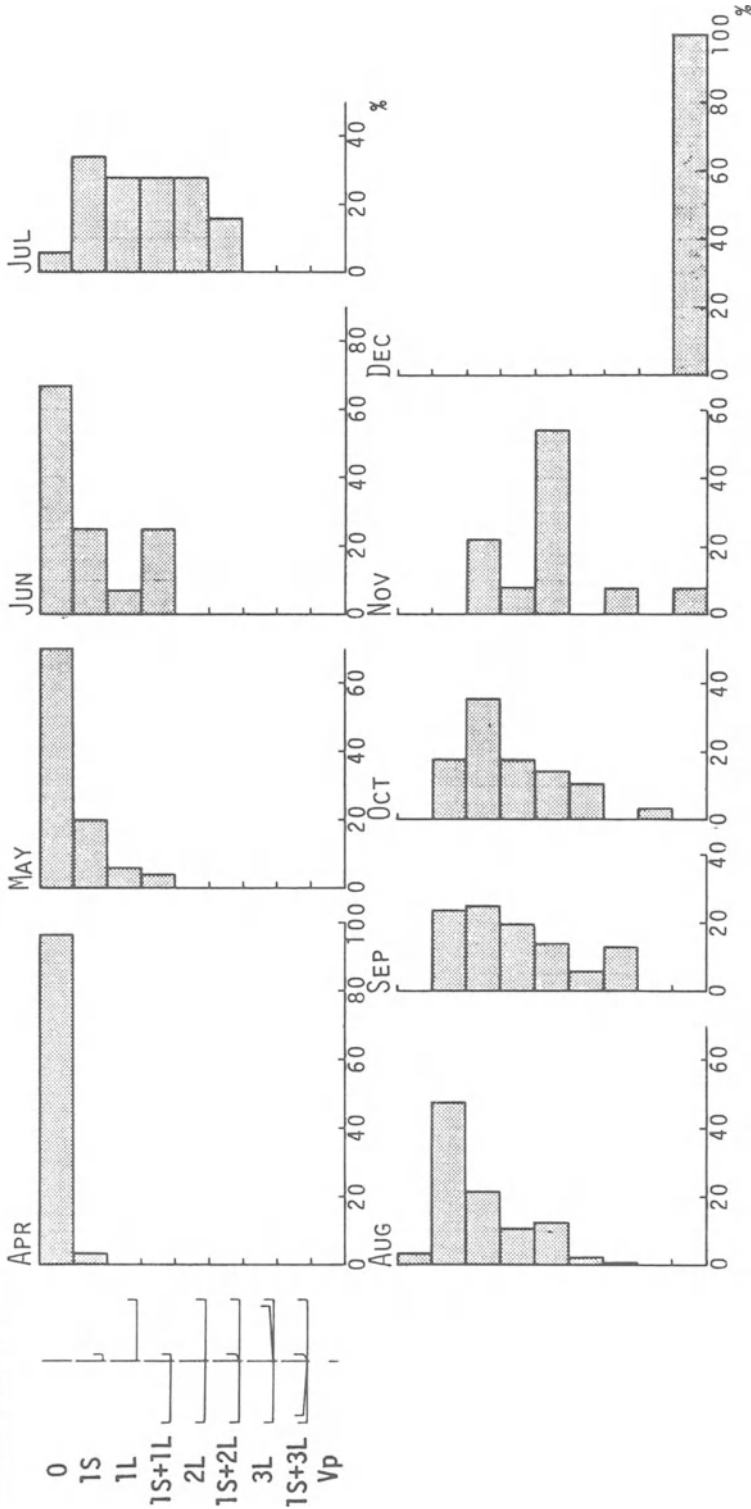 APR MAY JUN JUL
0
1S
1L
1S+1L
2L
1S+2L
3L
1S+3L
Vp
0 20 40 60 80 100 0 20 40 60 0 20 40 60 80 0 20 40 %
AUG SEP OCT NOV DEC
0 20 40 60 0 20 40 0 20 40 0 20 40 60 0 20 40 60 80 100
%